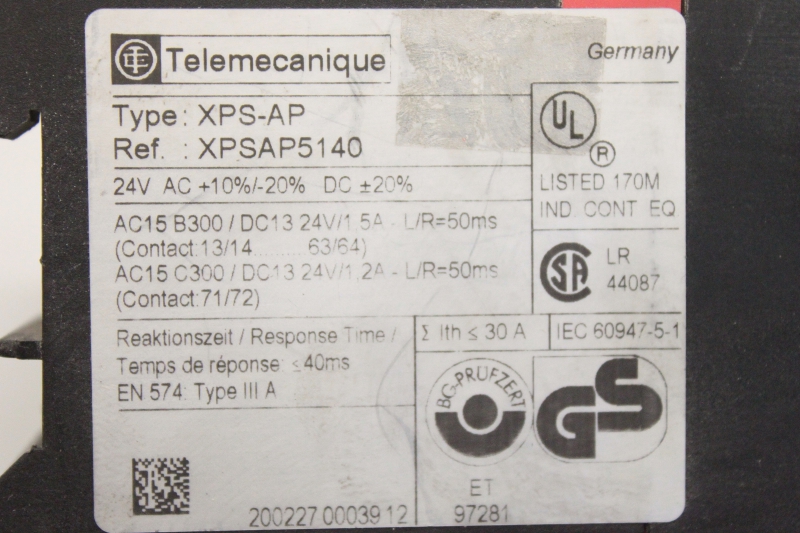 Telemecanique
Germany
Type: XPS-AP
Ref. : XPSAP5140
24V AC +10%/-20% DC ±20%
UL
R
LISTED 170M
IND. CONT EQ
AC15 B300 / DC13 24V/1,5A - L/R=50ms
(Contact:13/14.........63/64)
AC15 C300 / DC13 24V/1,2A - L/R=50ms
(Contact:71/72)
SA
LR
44087
Reaktionszeit / Response Time /
Temps de réponse: ≤40ms
EN 574: Type III A
Σ Ith ≤ 30 A
IEC 60947-5-1
BG-PRÜFZERT
GS
ET
97281
200227 00039 12